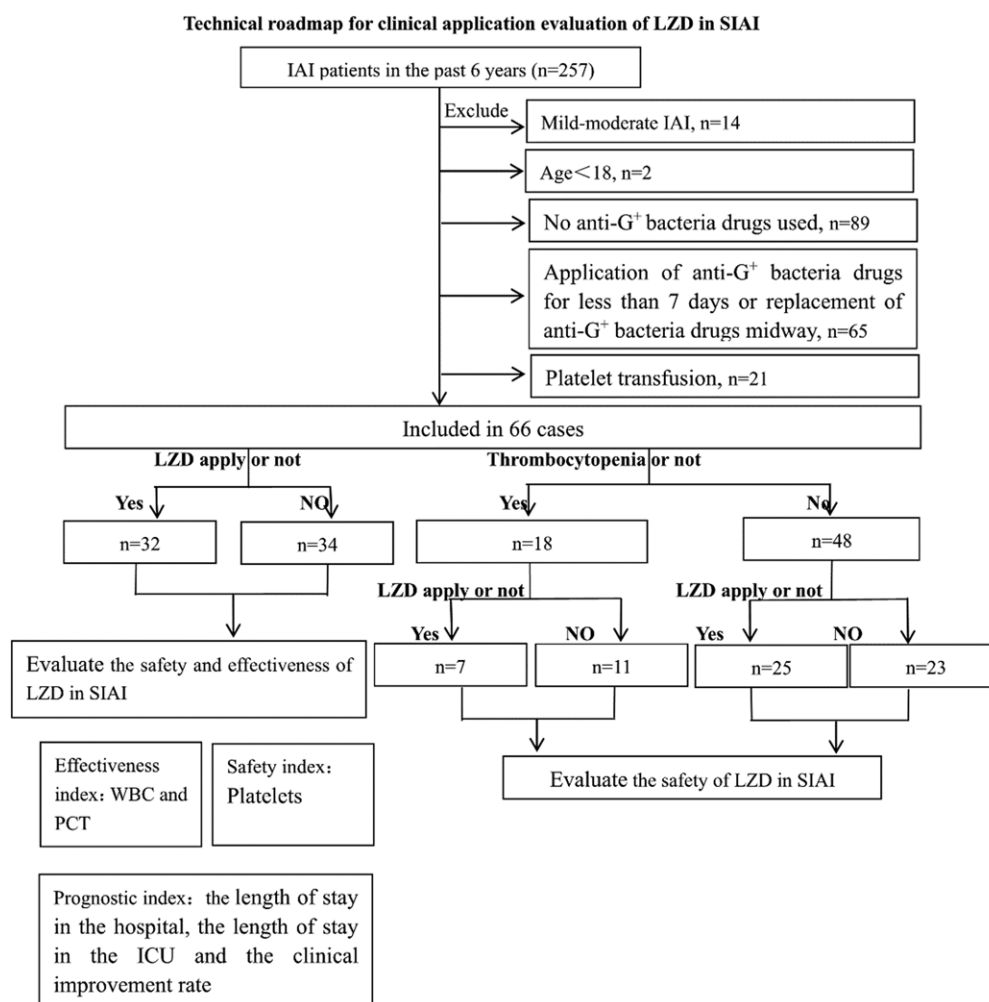 Technical roadmap for clinical application evaluation of LZD in SIAI
IAI patients in the past 6 years (n=257)
Exclude
Mild-moderate IAI, n=14
Age＜18, n=2
No anti-G⁺ bacteria drugs used, n=89
Application of anti-G⁺ bacteria drugs
for less than 7 days or replacement of
anti-G⁺ bacteria drugs midway, n=65
Platelet transfusion, n=21
Included in 66 cases
LZD apply or not
Thrombocytopenia or not
Yes
NO
Yes
No
n=32
n=34
n=18
n=48
LZD apply or not
LZD apply or not
Yes
NO
Yes
NO
n=7
n=11
n=25
n=23
Evaluate the safety and effectiveness of
LZD in SIAI
Evaluate the safety of LZD in SIAI
Effectiveness
index：WBC and
PCT
Safety index：
Platelets
Prognostic index：the length of stay
in the hospital, the length of stay
in the ICU and the clinical
improvement rate